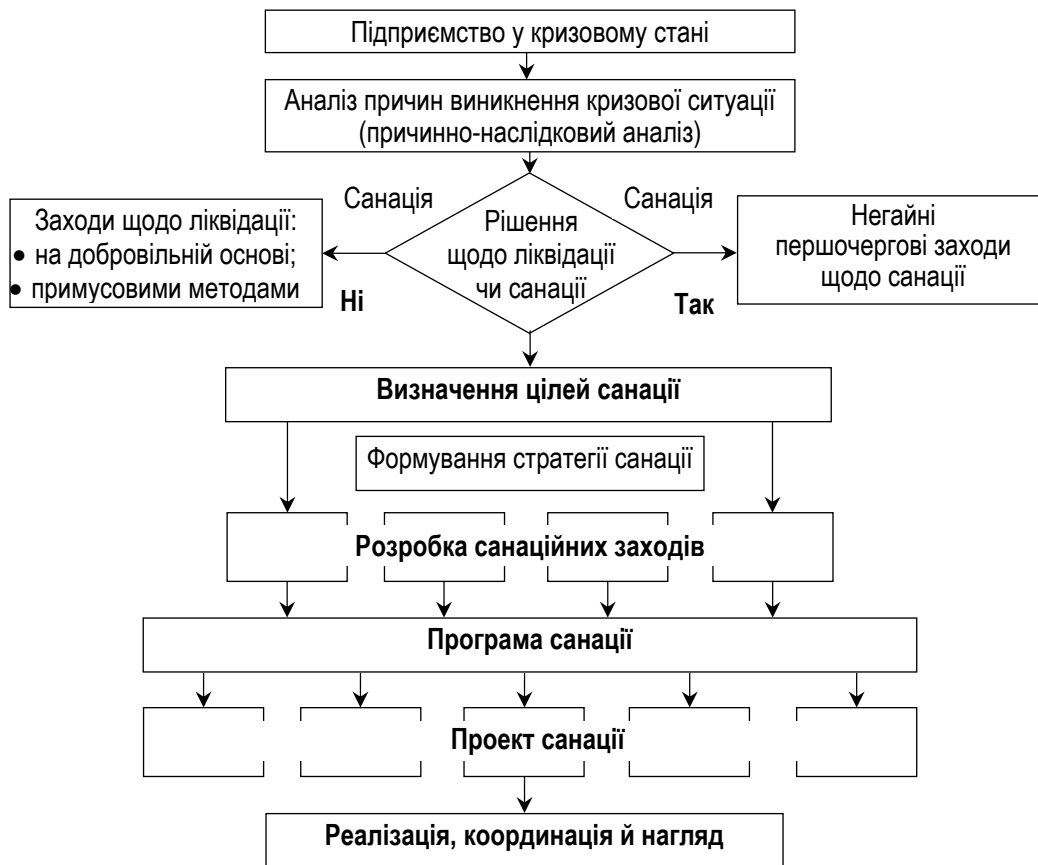 Підприємство у кризовому стані
Аналіз причин виникнення кризової ситуації
(причинно-наслідковий аналіз)
Санація
Санація
Заходи щодо ліквідації:
• на добровільній основі;
• примусовими методами
Рішення
щодо ліквідації
чи санації
Негайні
першочергові заходи
щодо санації
Ні
Так
Визначення цілей санації
Формування стратегії санації
Розробка санаційних заходів
Програма санації
Проект санації
Реалізація, координація й нагляд